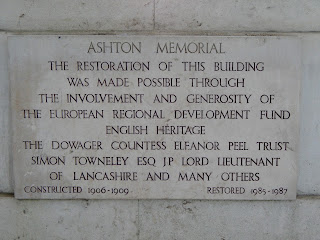 ASHTON MEMORIAL
THE RESTORATION OF THIS BUILDING
WAS MADE POSSIBLE THROUGH
THE INVOLVEMENT AND GENEROSITY OF
THE EUROPEAN REGIONAL DEVELOPMENT FUND
ENGLISH HERITAGE
THE DOWAGER COUNTESS ELEANOR PEEL TRUST
SIMON TOWNELEY ESQ J.P. LORD LIEUTENANT
OF LANCASHIRE AND MANY OTHERS
CONSTRUCTED 1906-1909 RESTORED 1985-1987